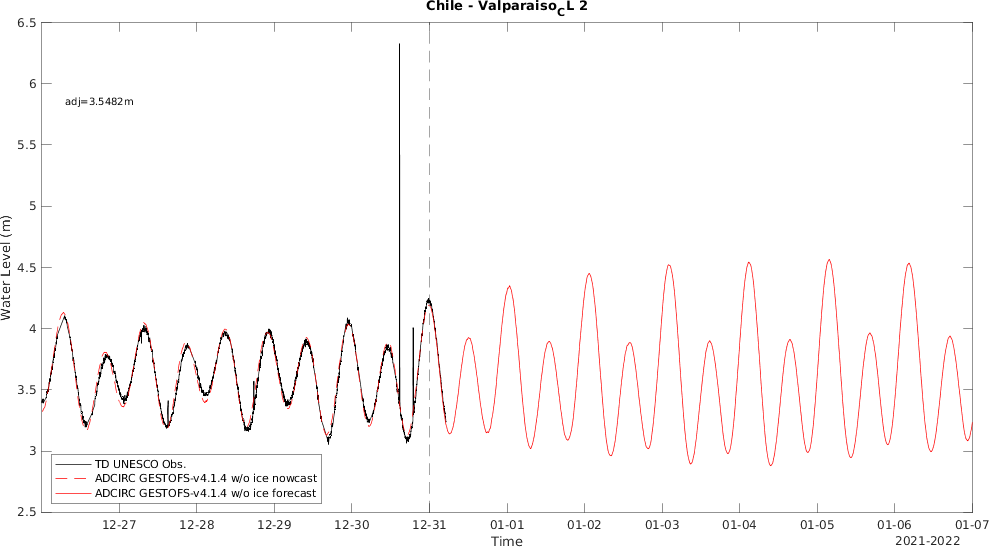 Chile - Valparaiso_CL 2
6.5
6
5.5
5
4.5
4
3.5
3
2.5
Water Level (m)
adj=3.5482m
TD UNESCO Obs.
ADCIRC GESTOFS-v4.1.4 w/o ice nowcast
ADCIRC GESTOFS-v4.1.4 w/o ice forecast
12-27 12-28 12-29 12-30 12-31 01-01 01-02 01-03 01-04 01-05 01-06 01-07
Time
2021-2022